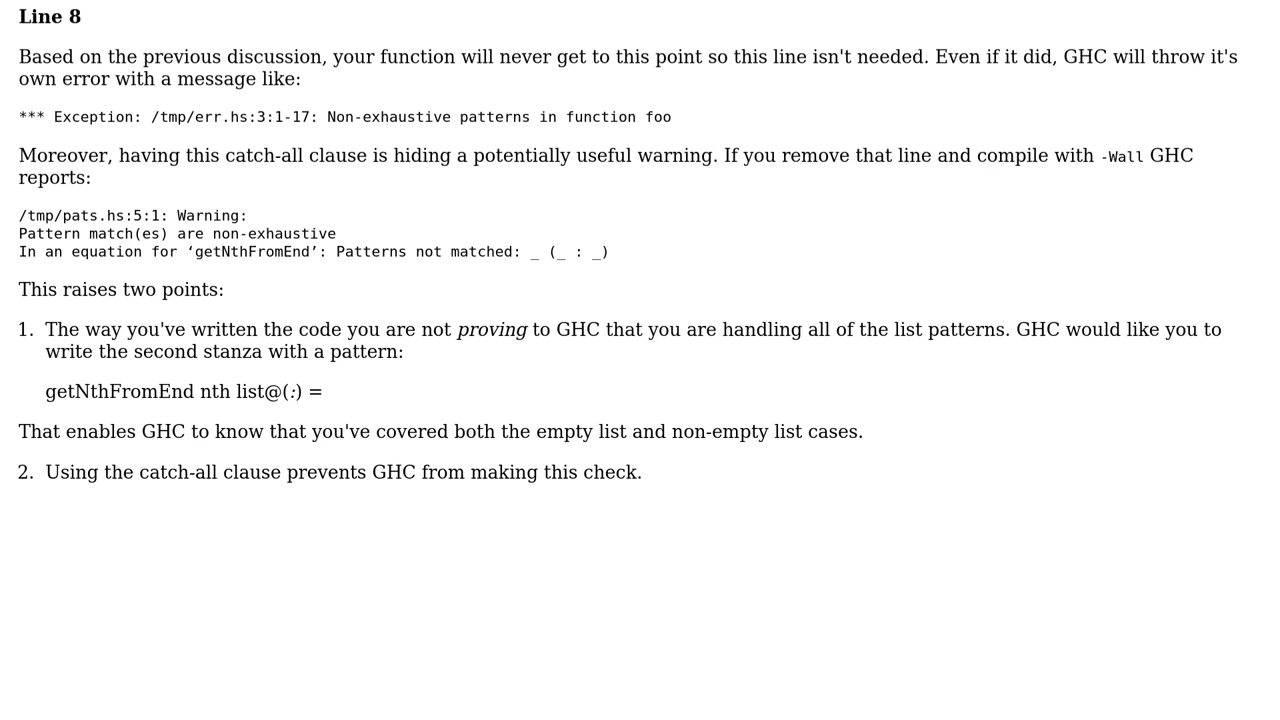 Line 8
Based on the previous discussion, your function will never get to this point so this line isn't needed. Even if it did, GHC will throw it's
own error with a message like:
*** Exception: /tmp/err.hs:3:1-17: Non-exhaustive patterns in function foo
Moreover, having this catch-all clause is hiding a potentially useful warning. If you remove that line and compile with -Wall GHC
reports:
/tmp/pats.hs:5:1: Warning:
Pattern match(es) are non-exhaustive
In an equation for ‘getNthFromEnd’: Patterns not matched: _ (_ : _)
This raises two points:
1. The way you've written the code you are not proving to GHC that you are handling all of the list patterns. GHC would like you to
write the second stanza with a pattern:
getNthFromEnd nth list@(:) =
That enables GHC to know that you've covered both the empty list and non-empty list cases.
2. Using the catch-all clause prevents GHC from making this check.